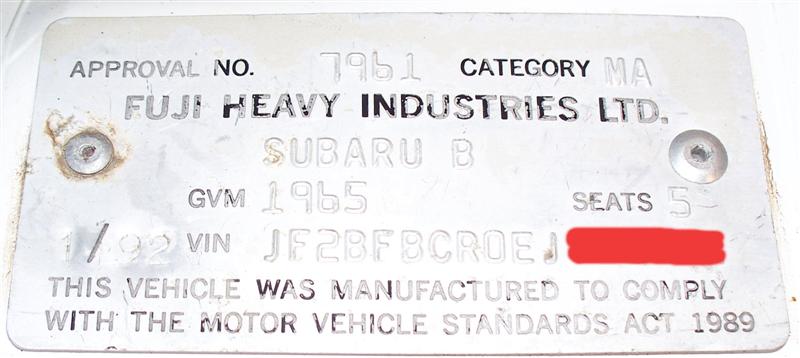 APPROVAL NO. 7961 CATEGORY MA
FUJI HEAVY INDUSTRIES LTD.
SUBARU B
GVM 1965 SEATS 5
1/92 VIN JF2BFBCR0EJ
THIS VEHICLE WAS MANUFACTURED TO COMPLY
WITH THE MOTOR VEHICLE STANDARDS ACT 1989